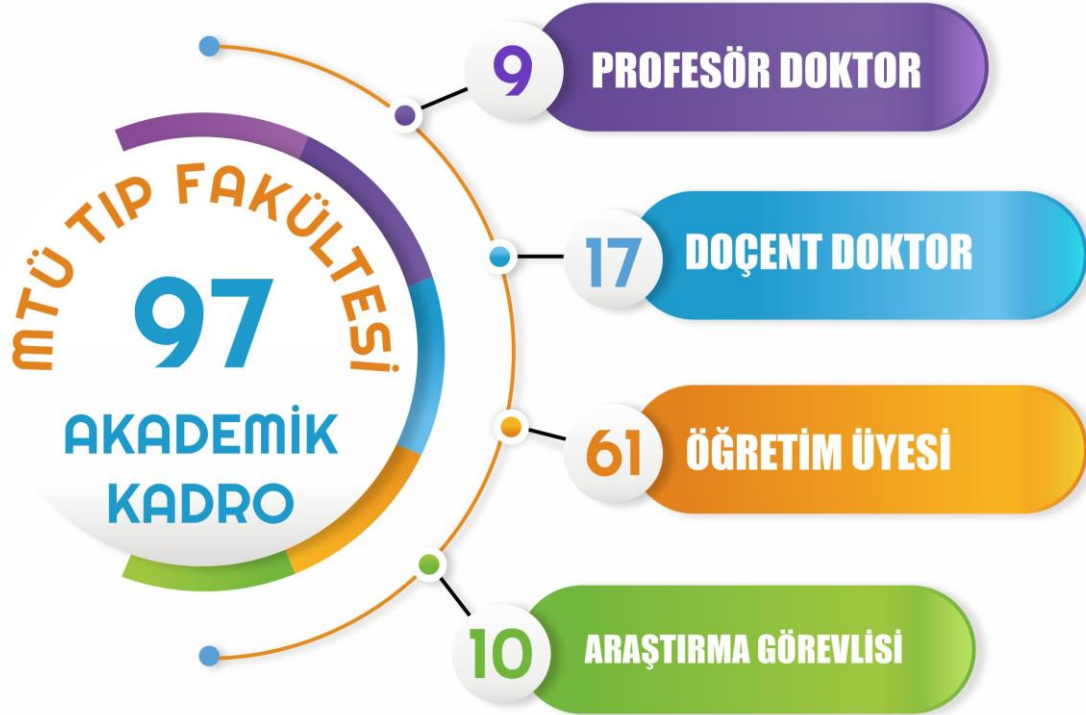 MTÜ TIP FAKÜLTESİ
97
AKADEMİK
KADRO
9 PROFESÖR DOKTOR
17 DOÇENT DOKTOR
61 ÖĞRETİM ÜYESİ
10 ARAŞTIRMA GÖREVLİSİ